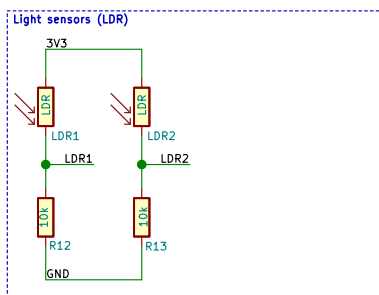 Light sensors (LDR)
3V3
LDR
LDR
LDR1
LDR2
LDR1
LDR2
10k
10k
R12
R13
GND